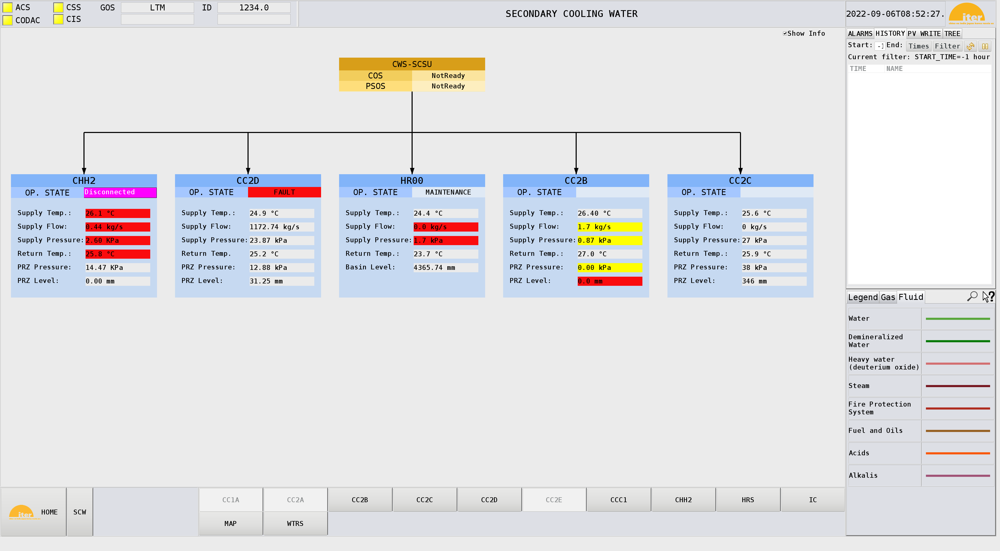 ACS CSS GOS LTM ID 1234.0
CODAC CIS
SECONDARY COOLING WATER
2022-09-06T08:52:27.
iter
Show Info
CWS-SCSU
COS NotReady
PSOS NotReady
CHH2
OP. STATE Disconnected
Supply Temp.: 26.1 °C
Supply Flow: 0.44 kg/s
Supply Pressure: 2.60 KPa
Return Temp.: 25.8 °C
PRZ Pressure: 14.47 KPa
PRZ Level: 0.00 mm
CC2D
OP. STATE FAULT
Supply Temp.: 24.9 °C
Supply Flow: 1172.74 kg/s
Supply Pressure: 23.87 kPa
Return Temp. 25.2 °C
PRZ Pressure: 12.88 kPa
PRZ Level: 31.25 mm
HR00
OP. STATE MAINTENANCE
Supply Temp.: 24.4 °C
Supply Flow: 0.0 kg/s
Supply Pressure: 1.7 kPa
Return Temp.: 23.7 °C
Basin Level: 4365.74 mm
CC2B
OP. STATE
Supply Temp.: 26.40 °C
Supply Flow: 1.7 kg/s
Supply Pressure: 0.87 kPa
Return Temp.: 27.0 °C
PRZ Pressure: 0.00 kPa
PRZ Level: 0.0 mm
CC2C
OP. STATE
Supply Temp.: 25.6 °C
Supply Flow: 0 kg/s
Supply Pressure: 27 kPa
Return Temp.: 25.9 °C
PRZ Pressure: 38 kPa
PRZ Level: 346 mm
ALARMS HISTORY PV WRITE TREE
Start: -1 End: Times Filter
Current filter: START_TIME=-1 hour
TIME NAME
Legend Gas Fluid ?
Water
Demineralized
Water
Heavy water
(deuterium oxide)
Steam
Fire Protection
System
Fuel and Oils
Acids
Alkalis
iter HOME SCW
CC1A CC2A CC2B CC2C CC2D CC2E CCC1 CHH2 HRS IC
MAP WTRS